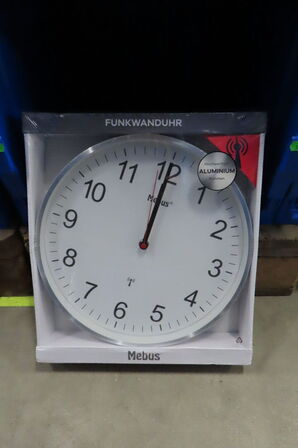 FUNKWANDUHR
ALUMINIUM
11 12 1
10 2
9 3
8 4
7 6 5
Mebus
Mebus